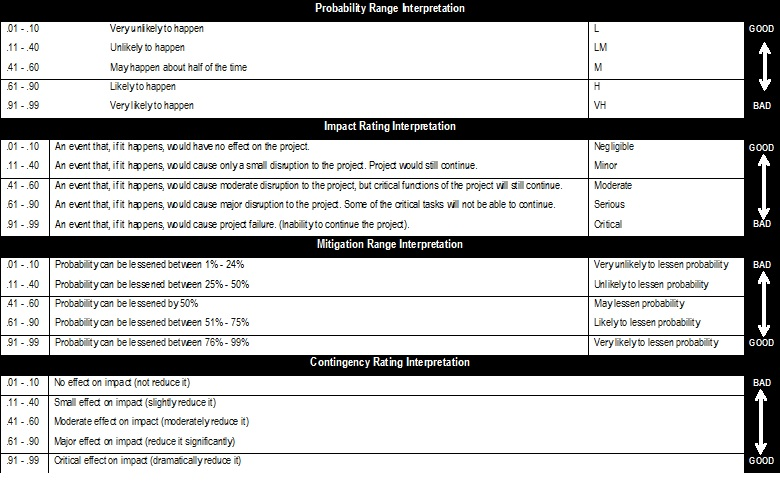 Probability Range Interpretation
.01 - .10 Very unlikely to happen L GOOD
.11 - .40 Unlikely to happen LM
.41 - .60 May happen about half of the time M
.61 - .90 Likely to happen H
.91 - .99 Very likely to happen VH BAD
Impact Rating Interpretation
.01 - .10 An event that, if it happens, would have no effect on the project. Negligible GOOD
.11 - .40 An event that, if it happens, would cause only a small disruption to the project. Project would still continue. Minor
.41 - .60 An event that, if it happens, would cause moderate disruption to the project, but critical functions of the project will still continue. Moderate
.61 - .90 An event that, if it happens, would cause major disruption to the project. Some of the critical tasks will not be able to continue. Serious
.91 - .99 An event that, if it happens, would cause project failure. (Inability to continue the project). Critical BAD
Mitigation Range Interpretation
.01 - .10 Probability can be lessened between 1% - 24% Very unlikely to lessen probability BAD
.11 - .40 Probability can be lessened between 25% - 50% Unlikely to lessen probability
.41 - .60 Probability can be lessened by 50% May lessen probability
.61 - .90 Probability can be lessened between 51% - 75% Likely to lessen probability
.91 - .99 Probability can be lessened between 76% - 99% Very likely to lessen probability GOOD
Contingency Rating Interpretation
.01 - .10 No effect on impact (not reduce it) BAD
.11 - .40 Small effect on impact (slightly reduce it)
.41 - .60 Moderate effect on impact (moderately reduce it)
.61 - .90 Major effect on impact (reduce it significantly)
.91 - .99 Critical effect on impact (dramatically reduce it) GOOD